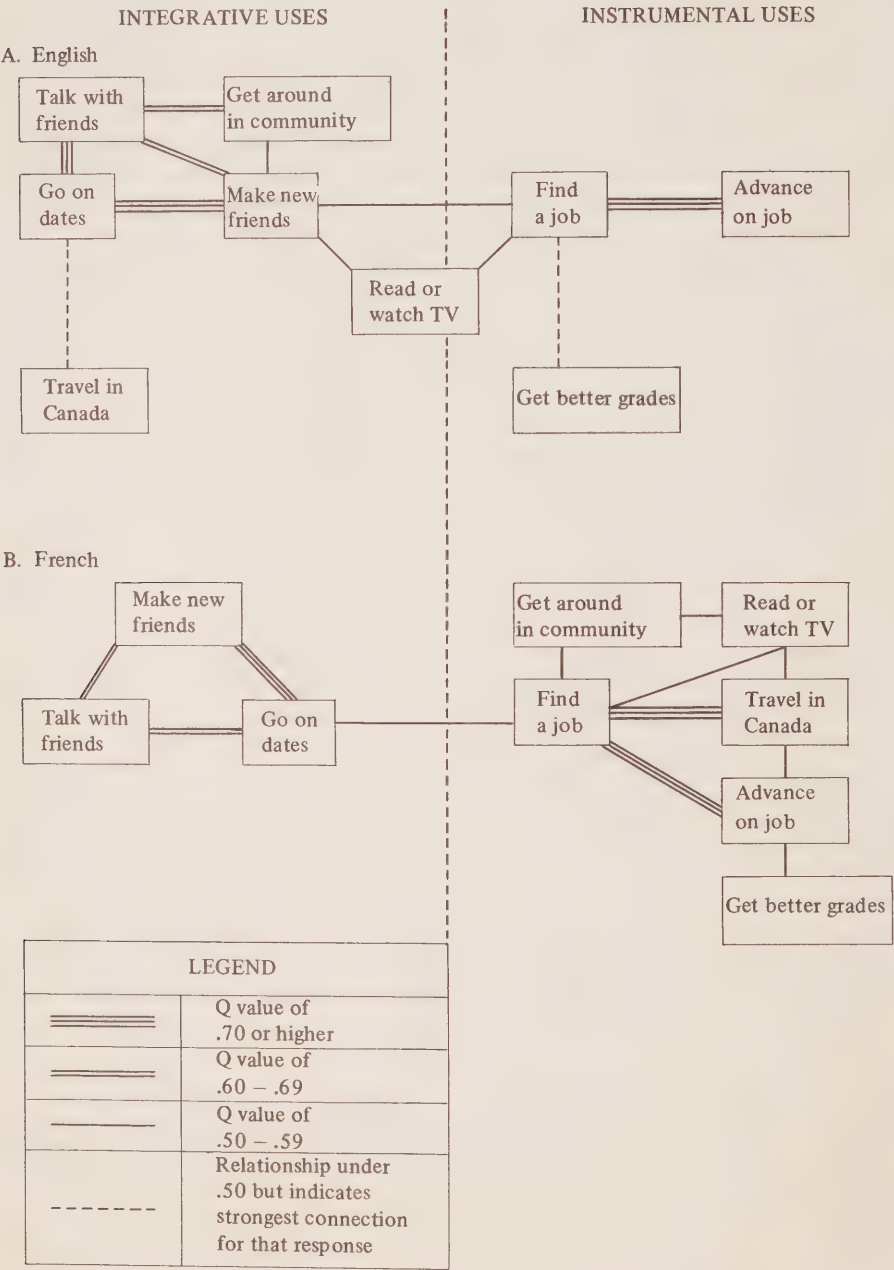 INTEGRATIVE USES
INSTRUMENTAL USES
A. English
Talk with
friends
Get around
in community
Go on
dates
Make new
friends
Find
a job
Advance
on job
Read or
watch TV
Travel in
Canada
Get better grades
B. French
Make new
friends
Get around
in community
Read or
watch TV
Talk with
friends
Go on
dates
Find
a job
Travel in
Canada
Advance
on job
Get better grades
LEGEND
Q value of
.70 or higher
Q value of
.60 – .69
Q value of
.50 – .59
Relationship under
.50 but indicates
strongest connection
for that response